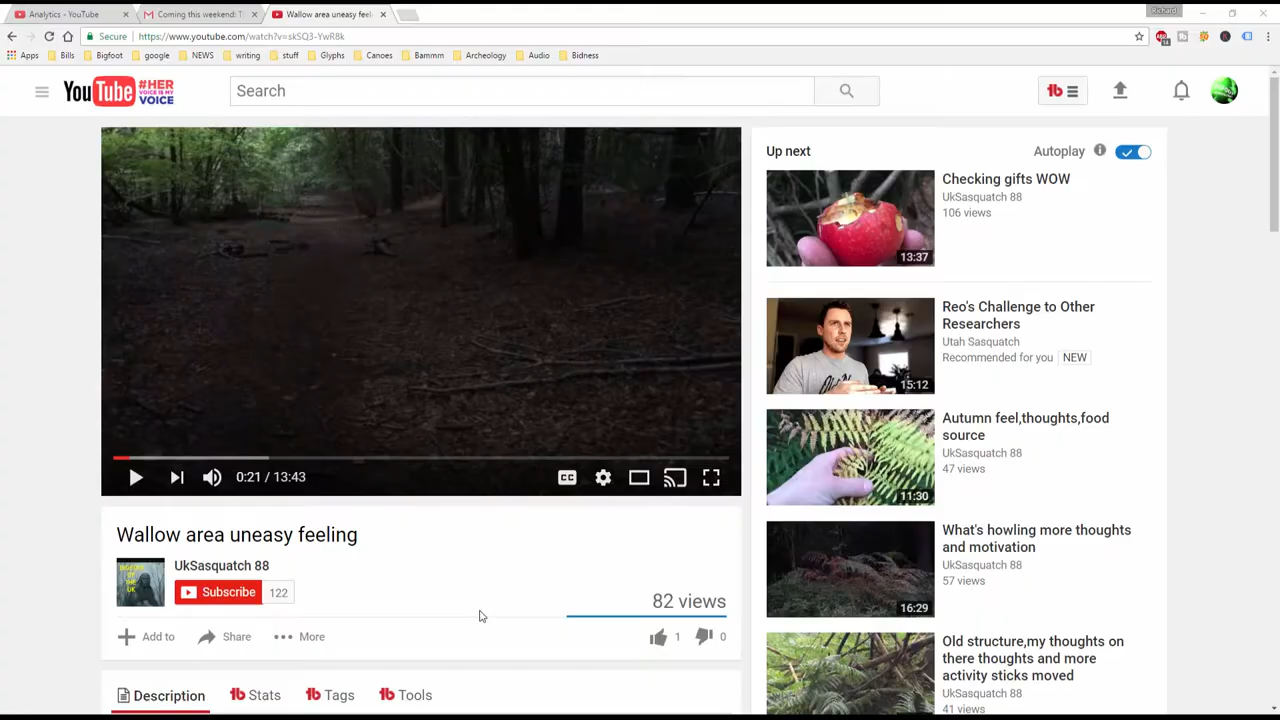 Analytics - YouTube
Coming this weekend: T
Wallow area uneasy feeli
Richard
Secure
https://www.youtube.com/watch?v=skSQ3-YwR8k
Apps
Bills
Bigfoot
google
NEWS
writing
stuff
Glyphs
Canoes
Bammm
Archeology
Audio
Bidness
YouTube
#HER
VOICE IS MY
VOICE
Search
Up next
Autoplay
Checking gifts WOW
UkSasquatch 88
106 views
13:37
Reo's Challenge to Other
Researchers
Utah Sasquatch
Recommended for you NEW
15:12
Autumn feel,thoughts,food
source
UkSasquatch 88
47 views
11:30
What's howling more thoughts
and motivation
UkSasquatch 88
57 views
16:29
Old structure,my thoughts on
there thoughts and more
activity sticks moved
UkSasquatch 88
41 views
0:21 / 13:43
CC
Wallow area uneasy feeling
UkSasquatch 88
Subscribe 122
82 views
Add to
Share
More
1
0
Description
tb Stats
tb Tags
tb Tools